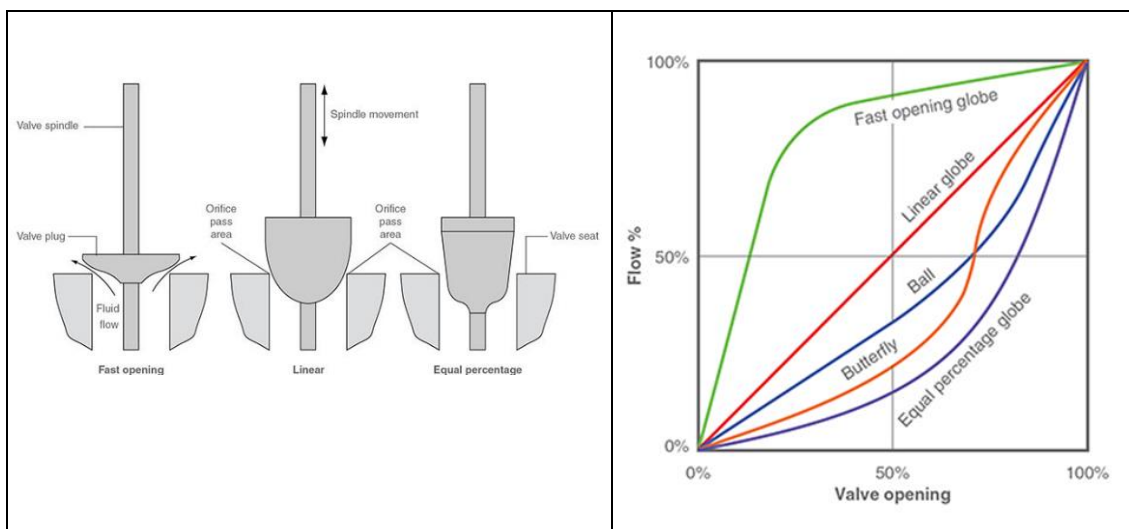 Valve spindle
Spindle movement
Orifice
pass
area
Orifice
pass
area
Valve plug
Valve seat
Fluid
flow
Fast opening
Linear
Equal percentage
100%
Fast opening globe
Linear globe
Flow %
50%
Ball
Butterfly
Equal percentage globe
0%
0%
50%
100%
Valve opening